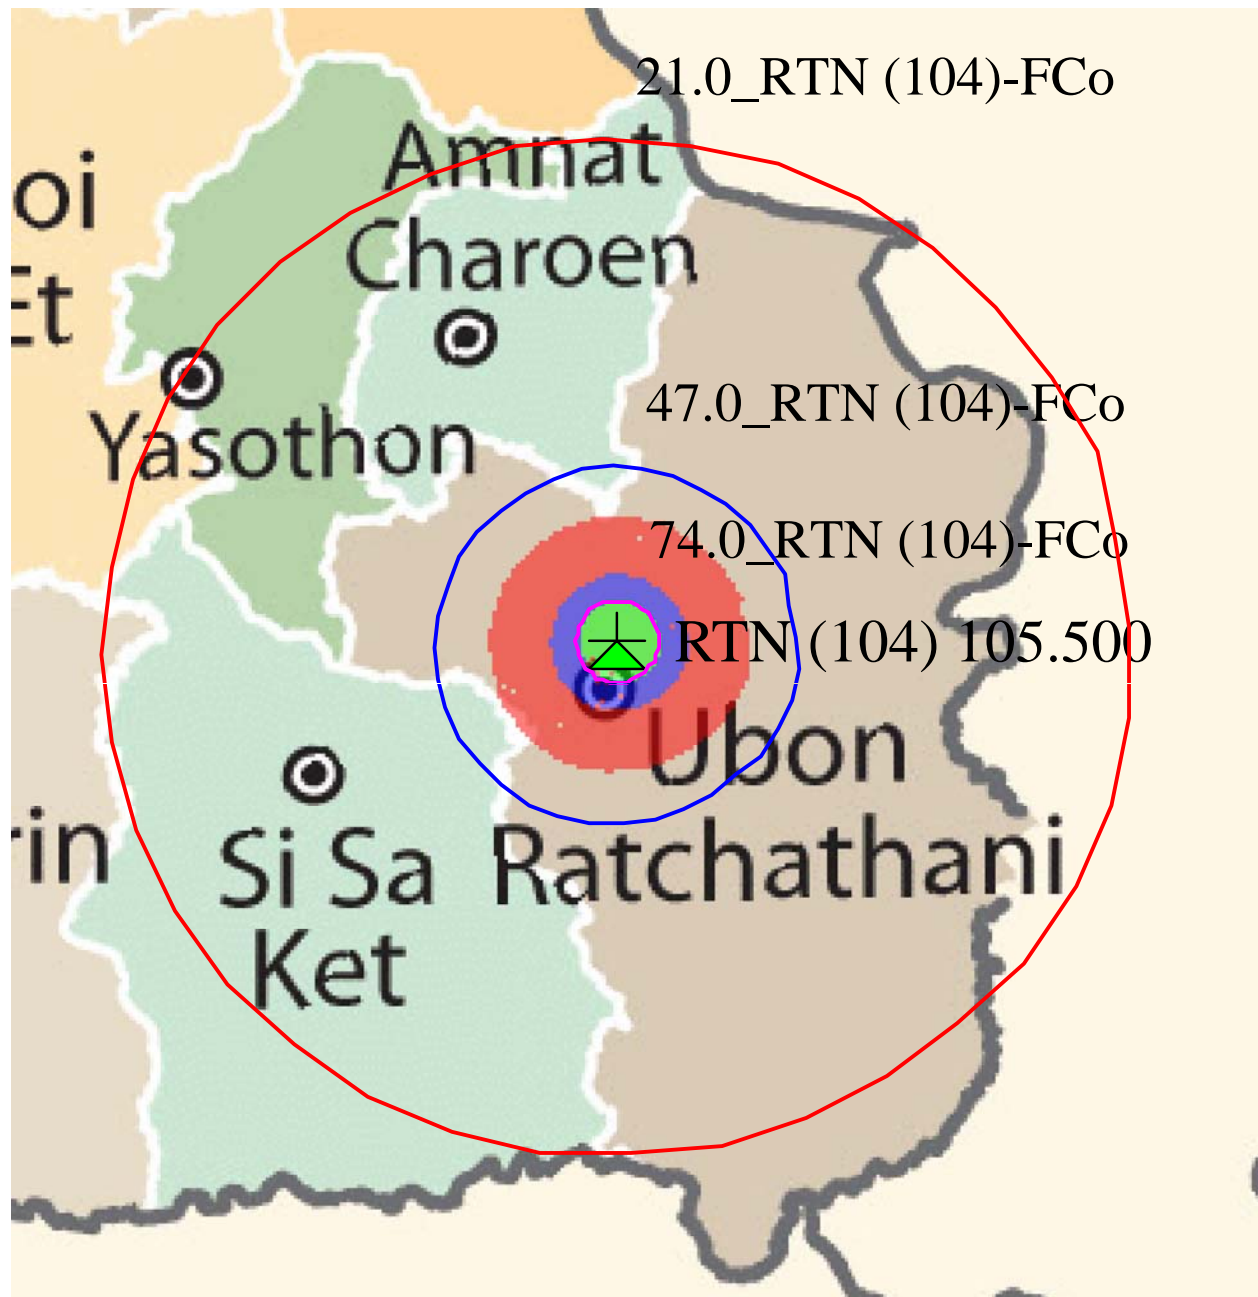 21.0_RTN (104)-FCo
Amnat
Charoen
oi
Et
47.0_RTN (104)-FCo
Yasothon
74.0_RTN (104)-FCo
RTN (104) 105.500
Ubon
Ratchathani
Si Sa
Ket
rin